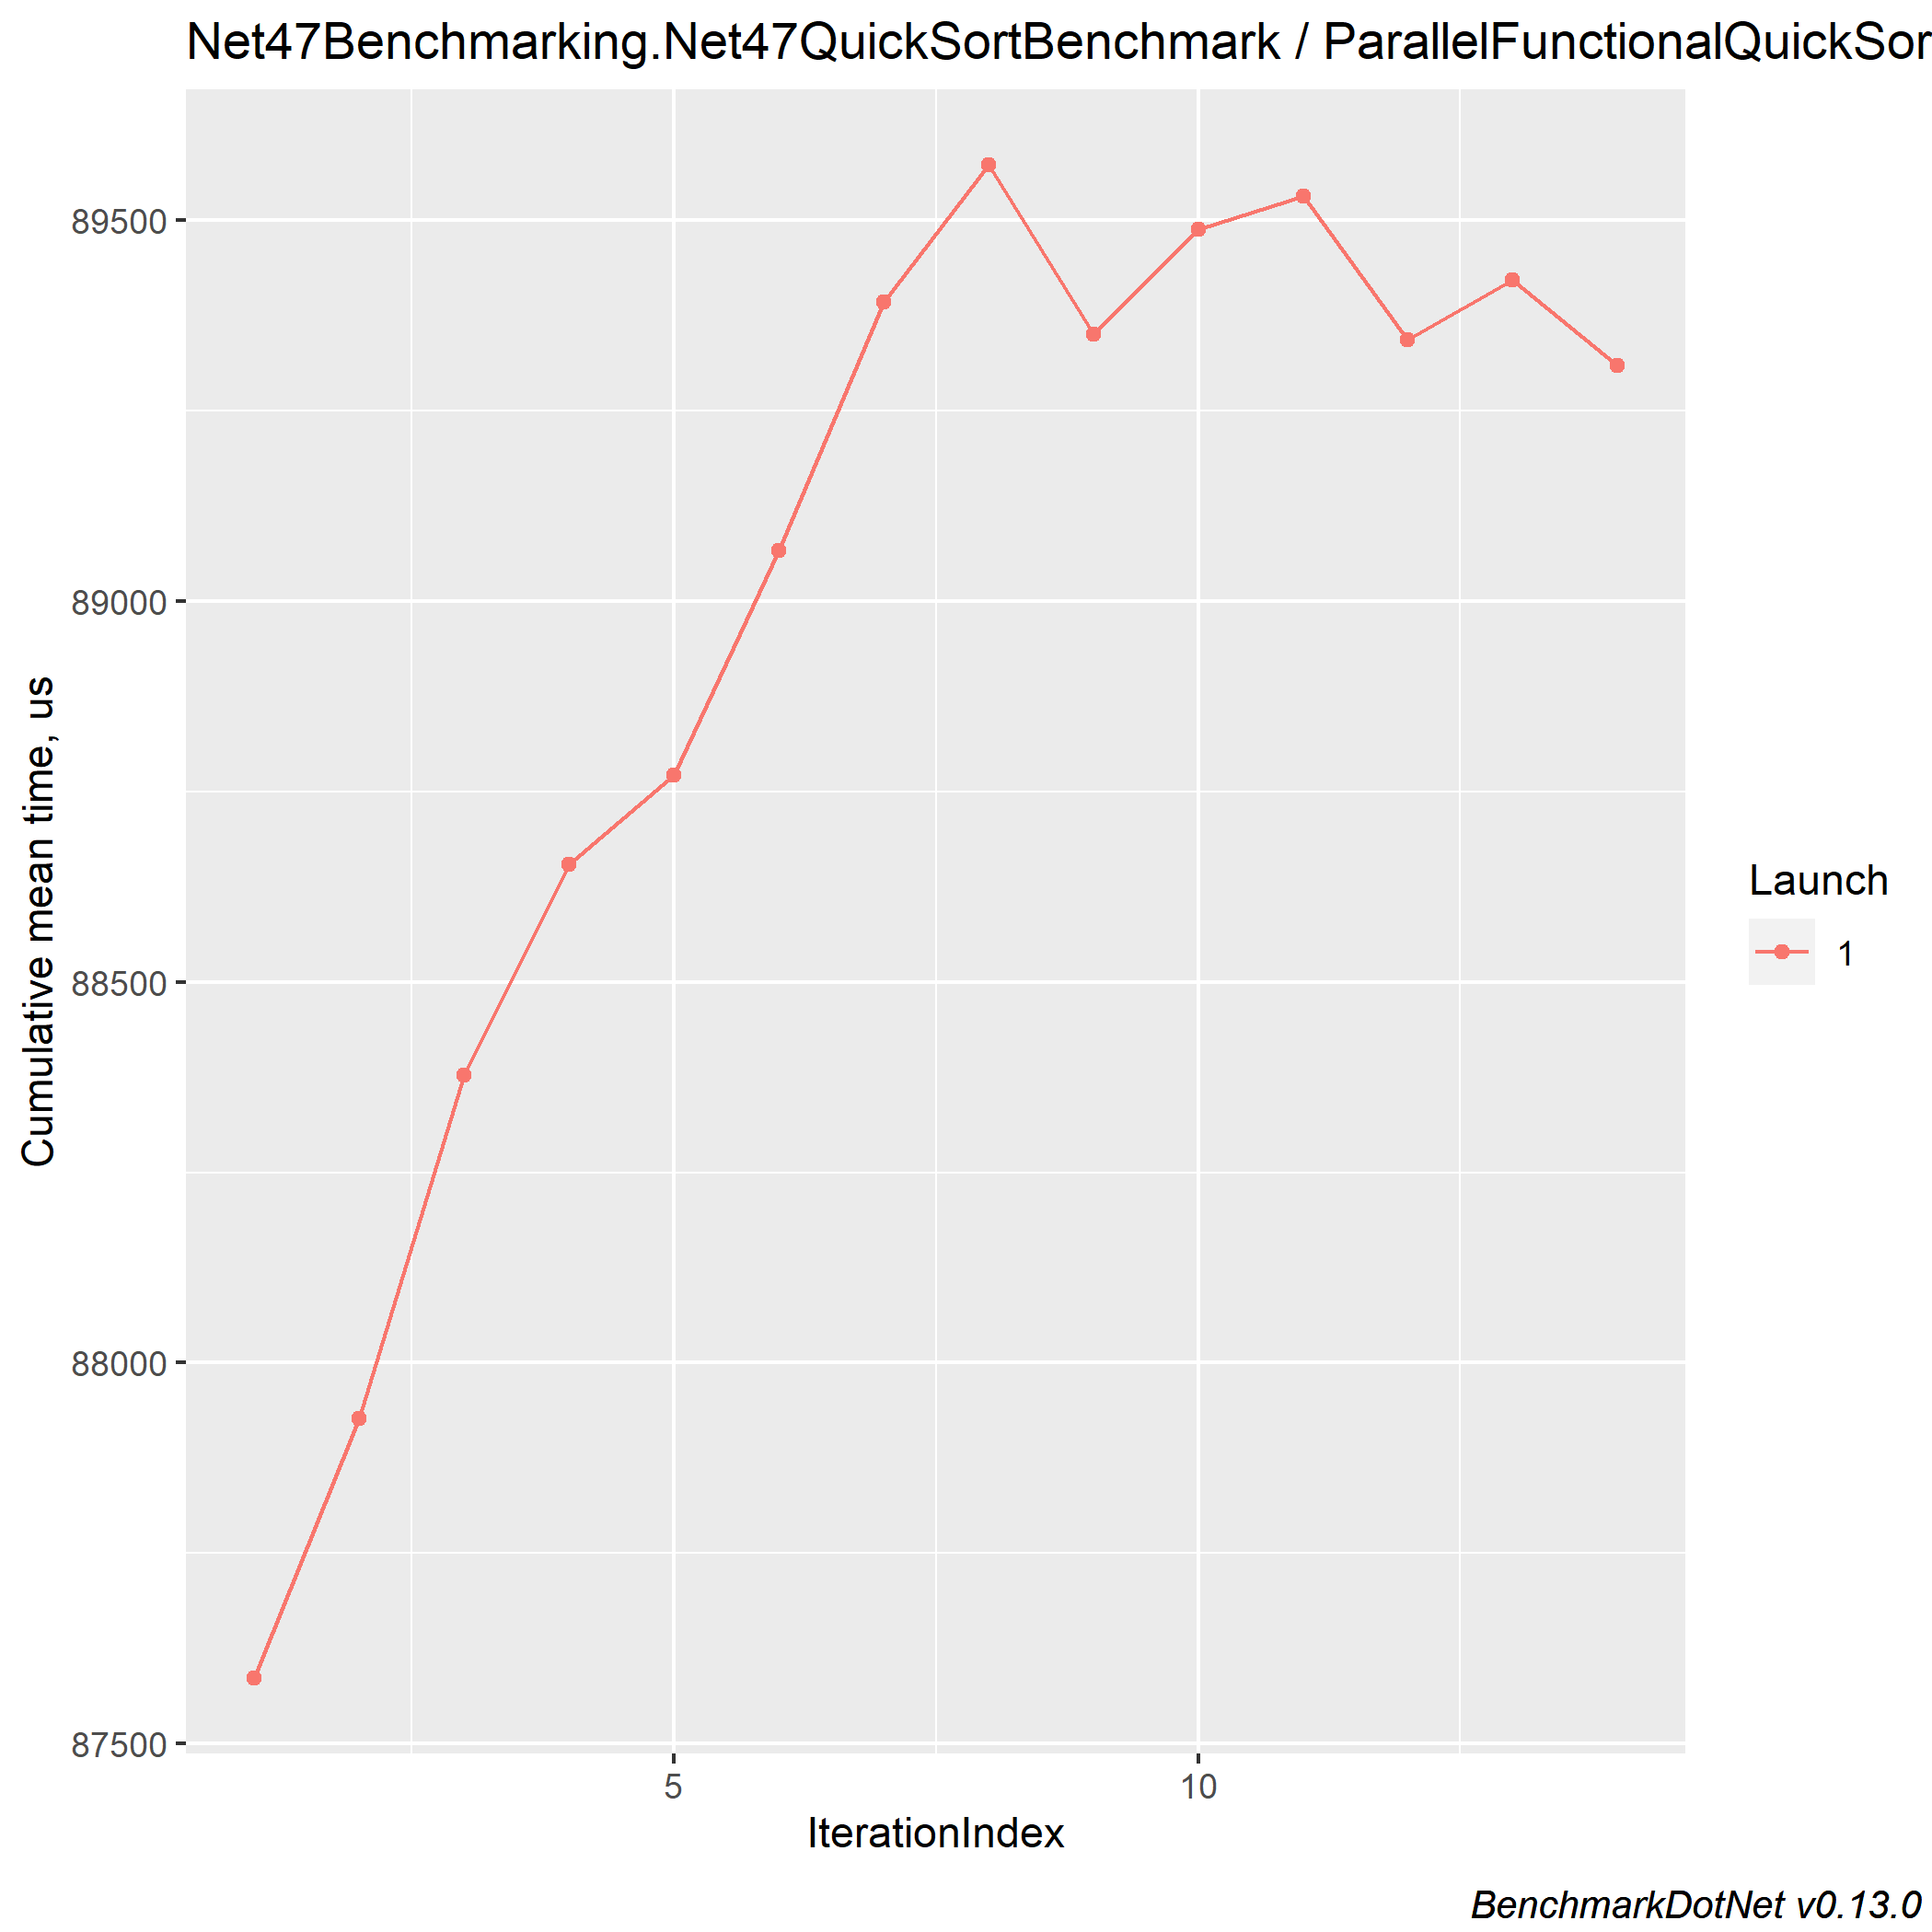 Net47Benchmarking.Net47QuickSortBenchmark / ParallelFunctionalQuickSor
89500
89000
88500
88000
87500
Cumulative mean time, us
5 10
IterationIndex
Launch
1
BenchmarkDotNet v0.13.0